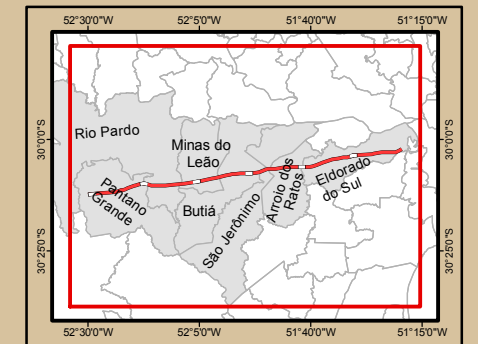 52°30'0"W 52°5'0"W 51°40'0"W 51°15'0"W
30°0'0"S 30°0'0"S
Rio Pardo
Minas do
Leão
Arroio dos
Ratos
Eldorado
do Sul
Pantano
Grande
Butiá
São Jerônimo
30°25'0"S 30°25'0"S
52°30'0"W 52°5'0"W 51°40'0"W 51°15'0"W